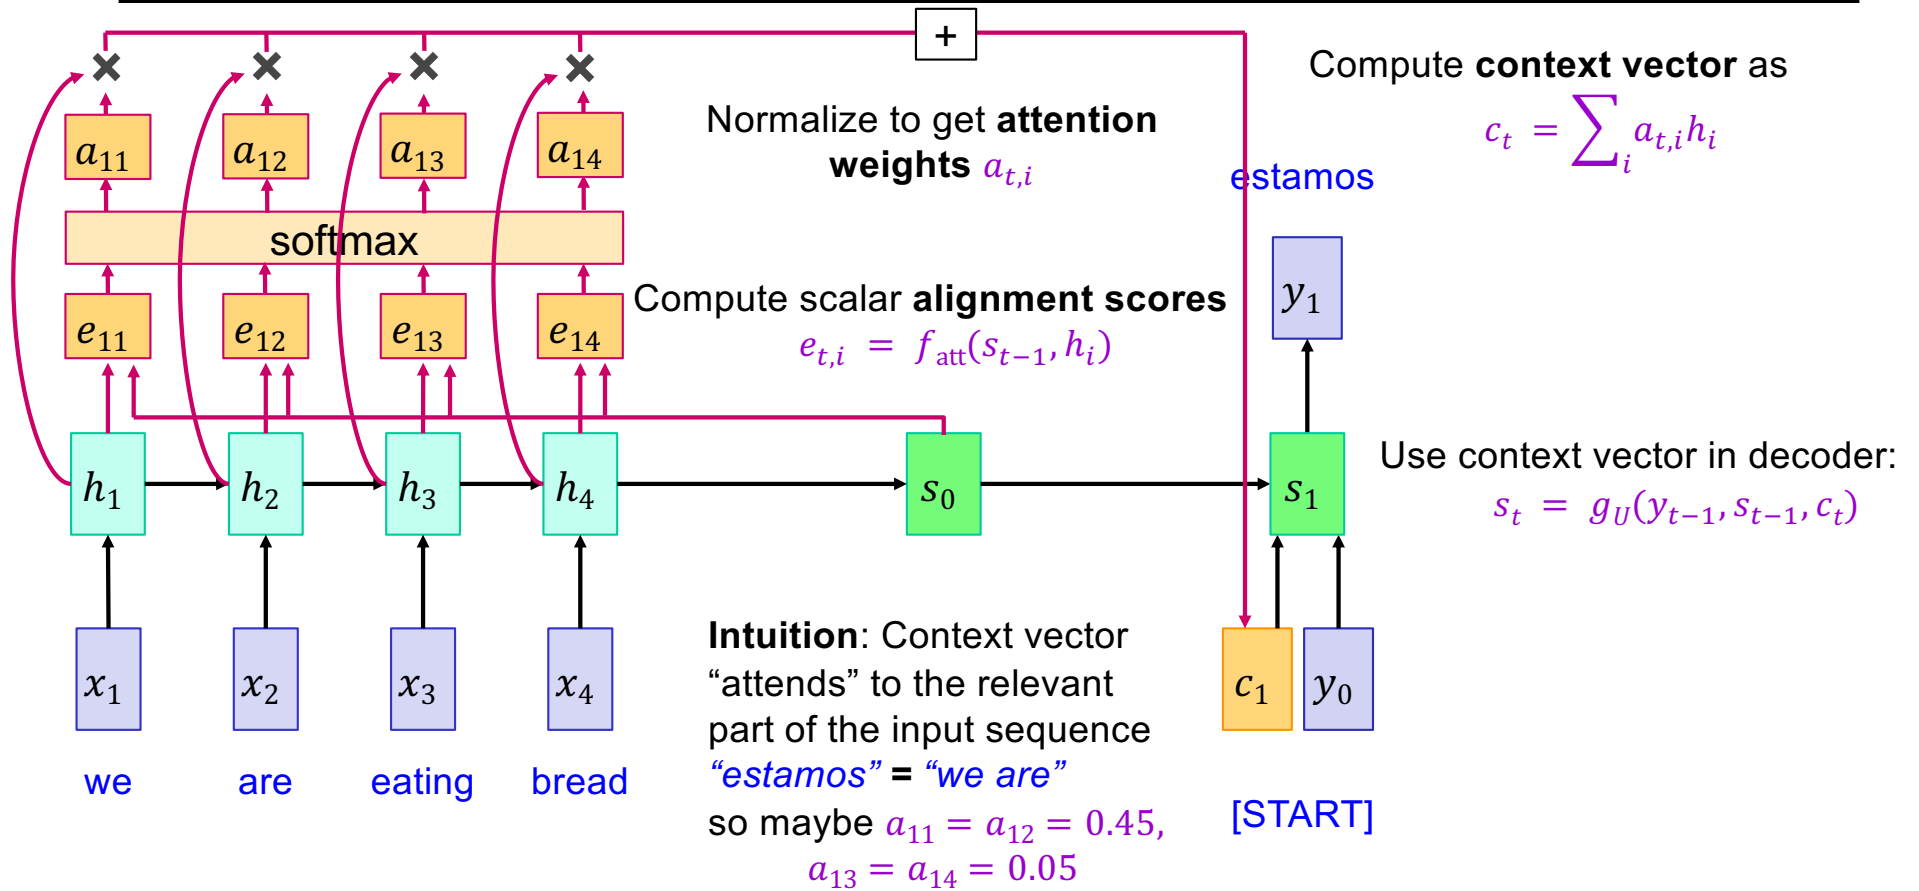 +
Compute context vector as
c_t = ∑_i a_{t,i} h_i
Normalize to get attention
weights a_{t,i}
a_11 a_12 a_13 a_14
estamos
softmax
Compute scalar alignment scores
e_{t,i} = f_att(s_{t−1}, h_i)
e_11 e_12 e_13 e_14
y_1
h_1 h_2 h_3 h_4 s_0 s_1
Use context vector in decoder:
s_t = g_U(y_{t−1}, s_{t−1}, c_t)
x_1 x_2 x_3 x_4
c_1 y_0
we are eating bread
[START]
Intuition: Context vector
“attends” to the relevant
part of the input sequence
“estamos” = “we are”
so maybe a_11 = a_12 = 0.45,
a_13 = a_14 = 0.05